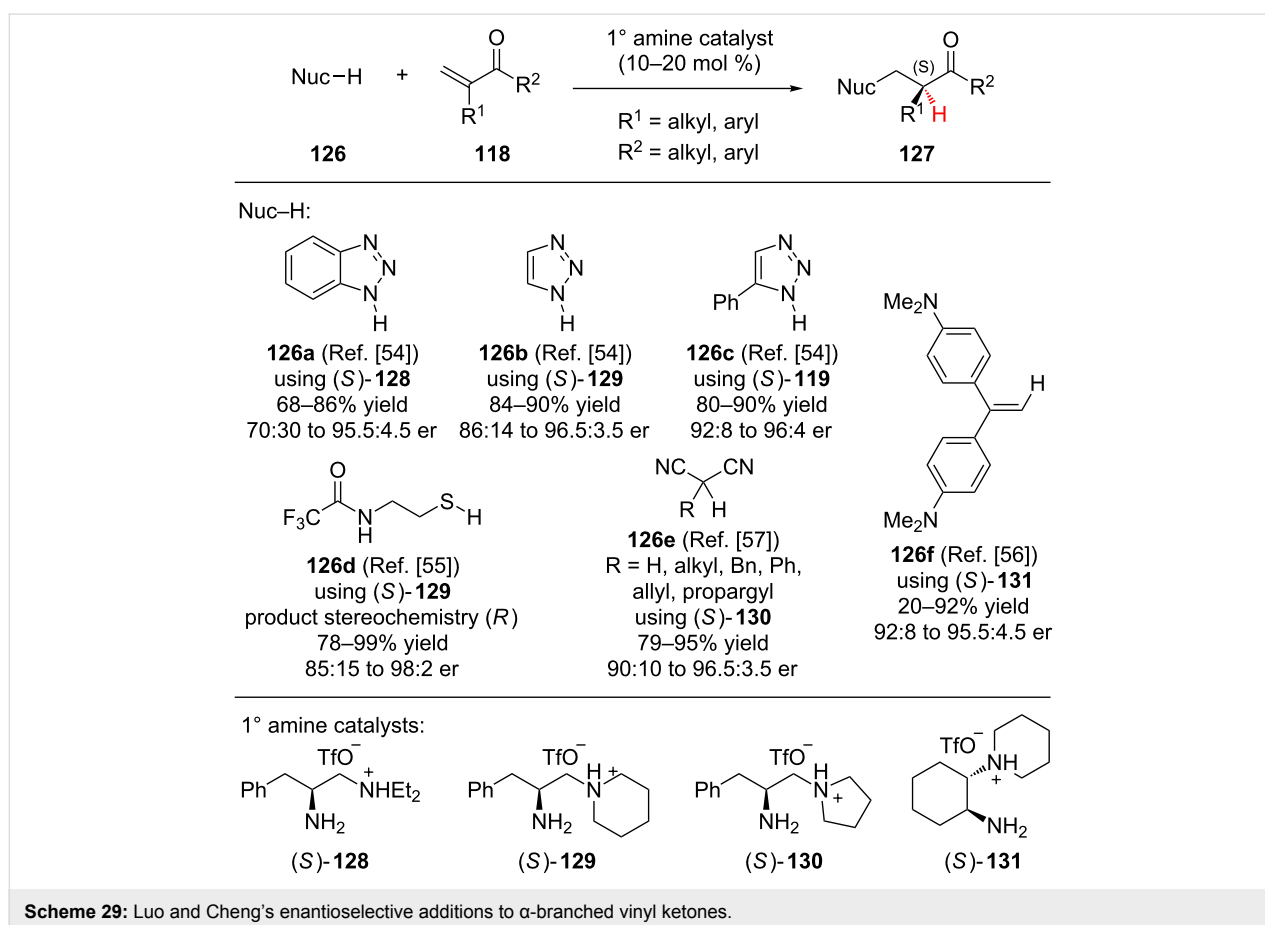 Nuc–H + O R² R¹ 1° amine catalyst (10–20 mol %) Nuc (S) O R² R¹ H
R¹ = alkyl, aryl
R² = alkyl, aryl
126 118 127
Nuc–H:
N N N H
N N N H
Ph N N N H
126a (Ref. [54])
using (S)-128
68–86% yield
70:30 to 95.5:4.5 er
126b (Ref. [54])
using (S)-129
84–90% yield
86:14 to 96.5:3.5 er
126c (Ref. [54])
using (S)-119
80–90% yield
92:8 to 96:4 er
O F₃C N H S H
126d (Ref. [55])
using (S)-129
product stereochemistry (R)
78–99% yield
85:15 to 98:2 er
NC CN
R H
126e (Ref. [57])
R = H, alkyl, Bn, Ph,
allyl, propargyl
using (S)-130
79–95% yield
90:10 to 96.5:3.5 er
Me₂N
H
Me₂N
126f (Ref. [56])
using (S)-131
20–92% yield
92:8 to 95.5:4.5 er
1° amine catalysts:
TfO⁻
Ph NH₂ + NHEt₂
(S)-128
TfO⁻
Ph NH₂ H N +
(S)-129
TfO⁻
Ph NH₂ H N +
(S)-130
TfO⁻
NH +
NH₂
(S)-131
Scheme 29: Luo and Cheng’s enantioselective additions to α-branched vinyl ketones.